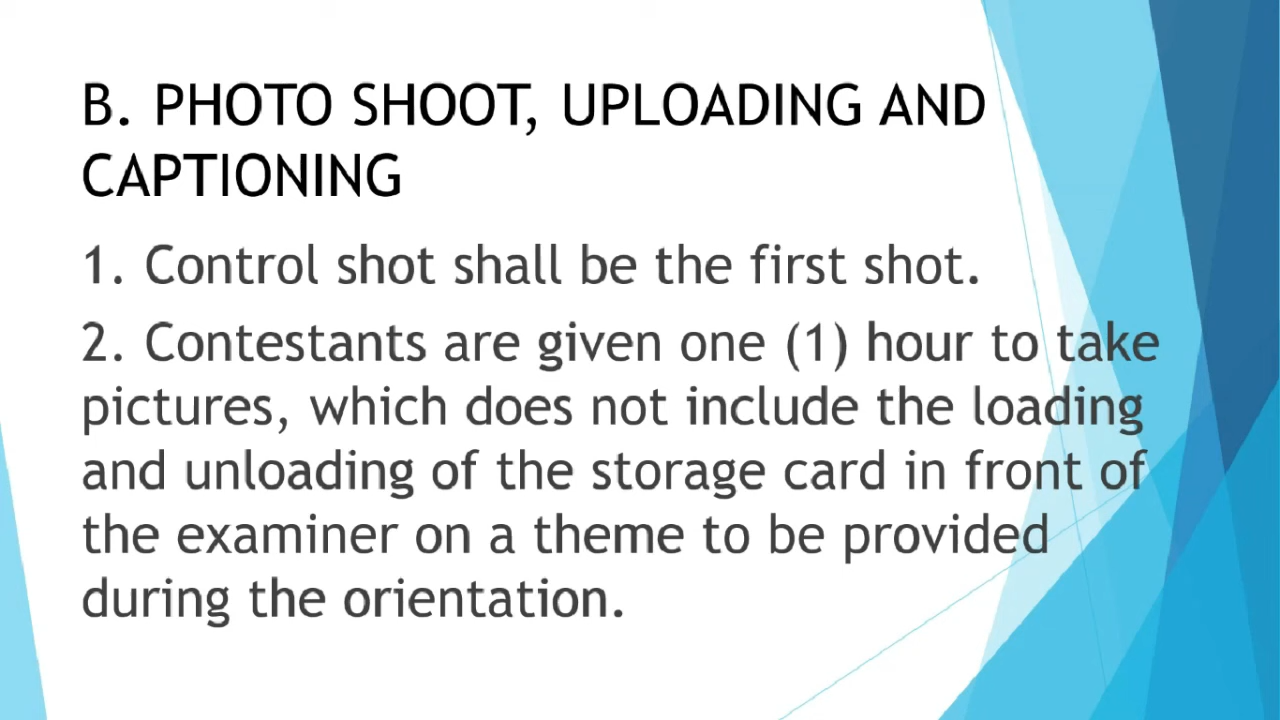 B. PHOTO SHOOT, UPLOADING AND
CAPTIONING
1. Control shot shall be the first shot.
2. Contestants are given one (1) hour to take
pictures, which does not include the loading
and unloading of the storage card in front of
the examiner on a theme to be provided
during the orientation.